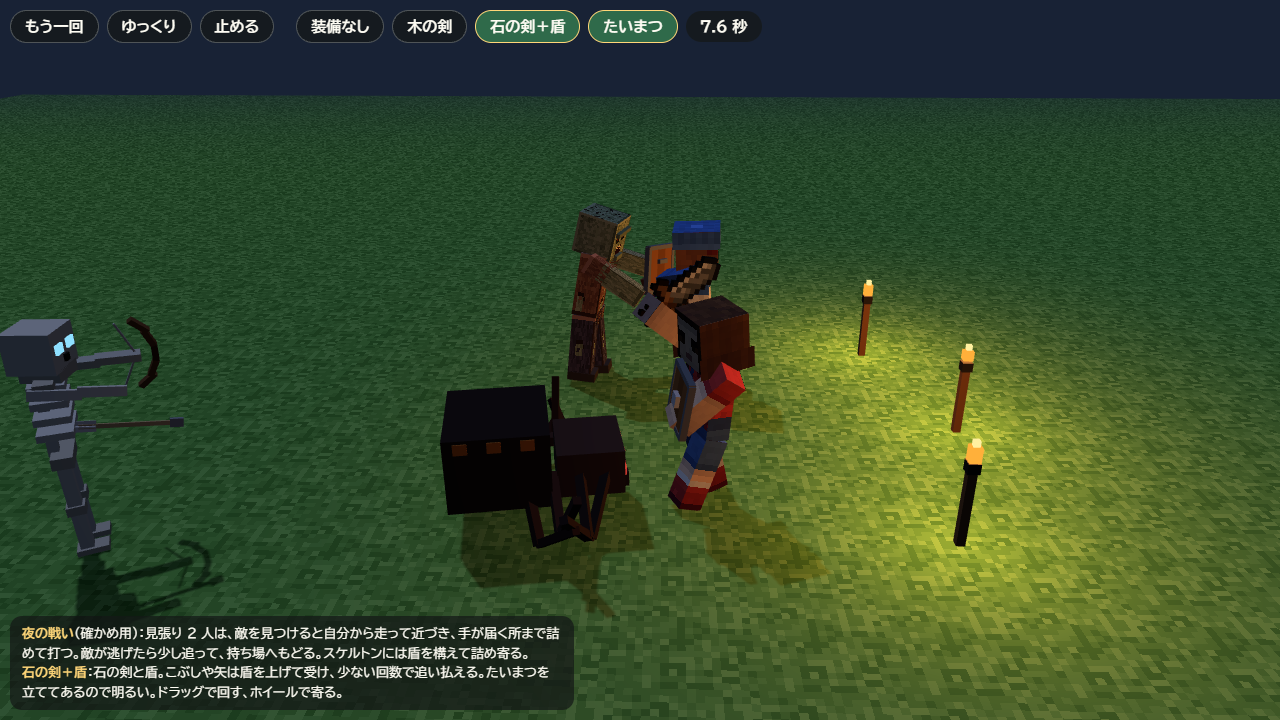 もう一回 ゆっくり 止める 装備なし 木の剣 石の剣＋盾 たいまつ 7.6 秒
夜の戦い（確かめ用）：見張り 2 人は、敵を見つけると自分から走って近づき、手が届く所まで詰
めて打つ。敵が逃げたら少し追って、持ち場へもどる。スケルトンには盾を構えて詰め寄る。
石の剣＋盾：石の剣と盾。こぶしや矢は盾を上げて受け、少ない回数で追い払える。たいまつを
立ててあるので明るい。ドラッグで回す、ホイールで寄る。